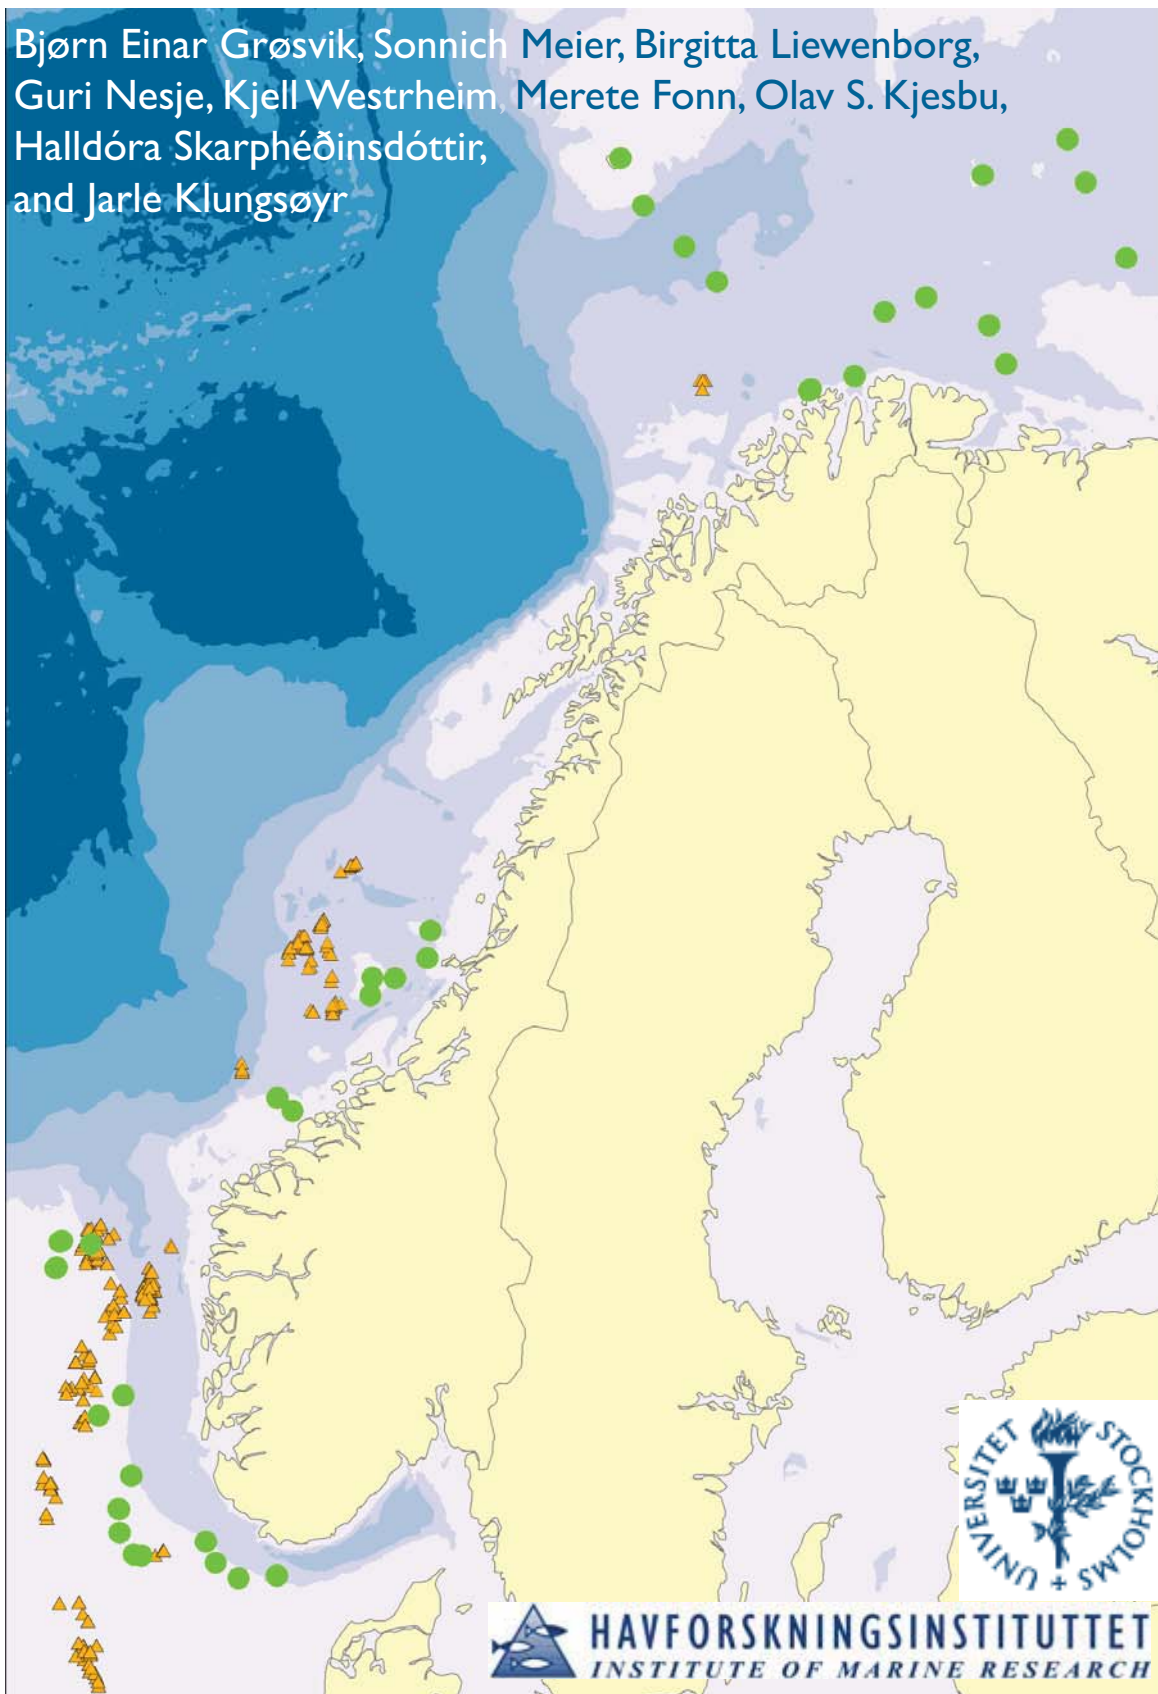 Bjørn Einar Grøsvik, Sonnich Meier, Birgitta Liewenborg,
Guri Nesje, Kjell Westrheim, Merete Fonn, Olav S. Kjesbu,
Halldóra Skarphéðinsdóttir,
and Jarle Klungsøyr
UNIVERSITET STOCKHOLMS
HAVFORSKNINGSINSTITUTTET
INSTITUTE OF MARINE RESEARCH